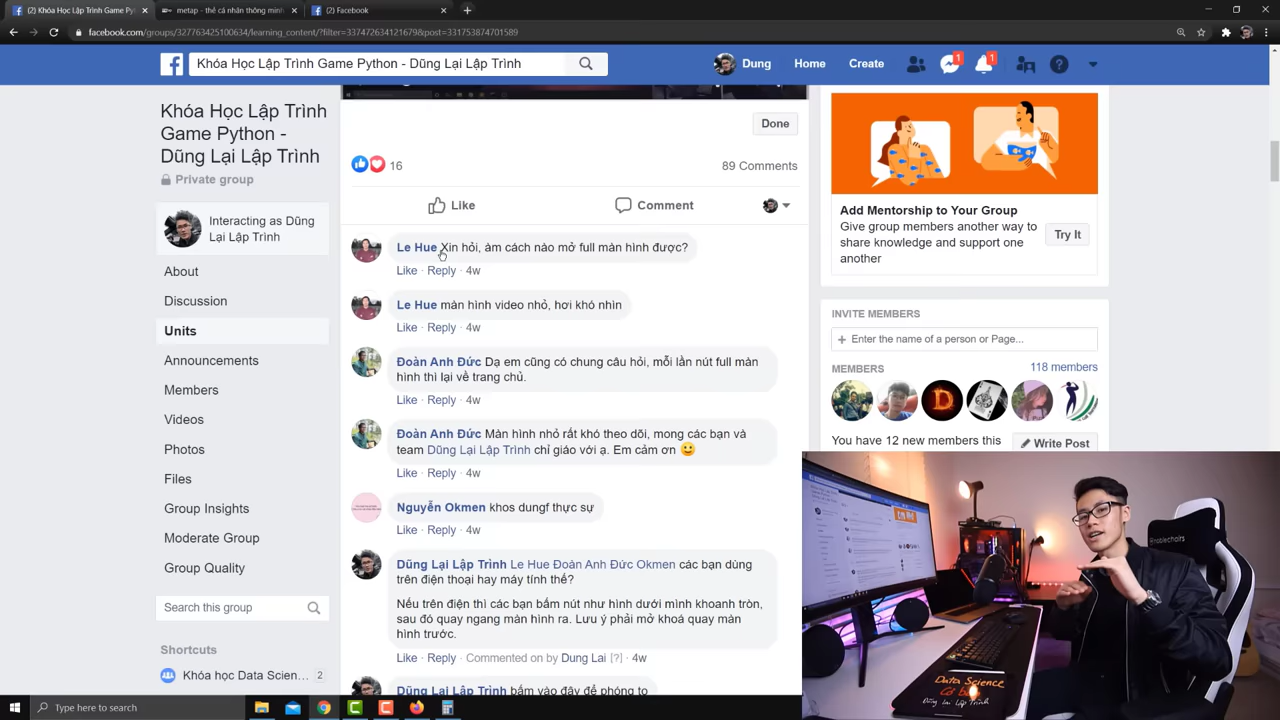 (2) Khóa Học Lập Trình Game Py
metap - thẻ cá nhân thông minh
(2) Facebook
facebook.com/groups/327763425100634/learning_content/?filter=337472634121679&post=331753874701589
Khóa Học Lập Trình Game Python - Dũng Lại Lập Trình
Dung
Home
Create
1
1
Khóa Học Lập Trình
Game Python -
Dũng Lại Lập Trình
Private group
Interacting as Dũng
Lại Lập Trình
About
Discussion
Units
Announcements
Members
Videos
Photos
Files
Group Insights
Moderate Group
Group Quality
Search this group
Shortcuts
Khóa học Data Scien...
2
Done
16
89 Comments
Like
Comment
Le Hue Xin hỏi, àm cách nào mở full màn hình được?
Like · Reply · 4w
Le Hue màn hình video nhỏ, hơi khó nhìn
Like · Reply · 4w
Đoàn Anh Đức Dạ em cũng có chung câu hỏi, mỗi lần nút full màn
hình thì lại về trang chủ.
Like · Reply · 4w
Đoàn Anh Đức Màn hình nhỏ rất khó theo dõi, mong các bạn và
team Dũng Lại Lập Trình chỉ giáo với ạ. Em cảm ơn 🙂
Like · Reply · 4w
Nguyễn Okmen khos dungf thực sự
Like · Reply · 4w
Dũng Lại Lập Trình Le Hue Đoàn Anh Đức Okmen các bạn dùng
trên điện thoại hay máy tính thế?
Nếu trên điện thì các bạn bấm nút như hình dưới mình khoanh tròn,
sau đó quay ngang màn hình ra. Lưu ý phải mở khoá quay màn
hình trước.
Like · Reply · Commented on by Dung Lai [?] · 4w
Dũng Lại Lập Trình bấm vào đây để phóng to
Add Mentorship to Your Group
Give group members another way to
share knowledge and support one
another
Try It
INVITE MEMBERS
+ Enter the name of a person or Page...
MEMBERS
118 members
You have 12 new members this
Write Post
noblechairs
Data Science
Cơ bản
Dũng Lại Lập Trình
Type here to search